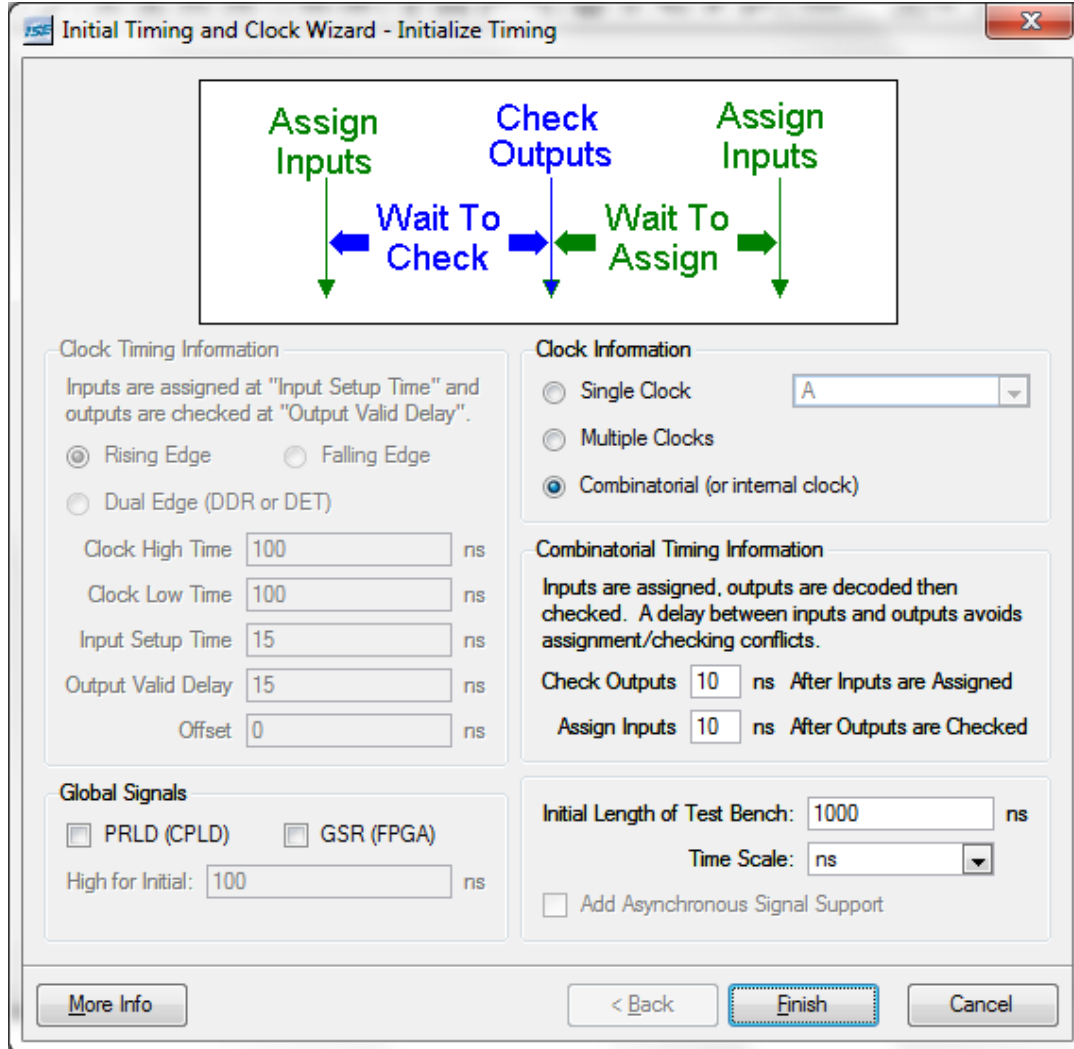 ISE Initial Timing and Clock Wizard - Initialize Timing
Assign Inputs
Check Outputs
Assign Inputs
Wait To Check
Wait To Assign
Clock Timing Information
Inputs are assigned at "Input Setup Time" and
outputs are checked at "Output Valid Delay".
Rising Edge Falling Edge
Dual Edge (DDR or DET)
Clock High Time 100 ns
Clock Low Time 100 ns
Input Setup Time 15 ns
Output Valid Delay 15 ns
Offset 0 ns
Global Signals
PRLD (CPLD) GSR (FPGA)
High for Initial: 100 ns
Clock Information
Single Clock A
Multiple Clocks
Combinatorial (or internal clock)
Combinatorial Timing Information
Inputs are assigned, outputs are decoded then
checked. A delay between inputs and outputs avoids
assignment/checking conflicts.
Check Outputs 10 ns After Inputs are Assigned
Assign Inputs 10 ns After Outputs are Checked
Initial Length of Test Bench: 1000 ns
Time Scale: ns
Add Asynchronous Signal Support
More Info < Back Finish Cancel